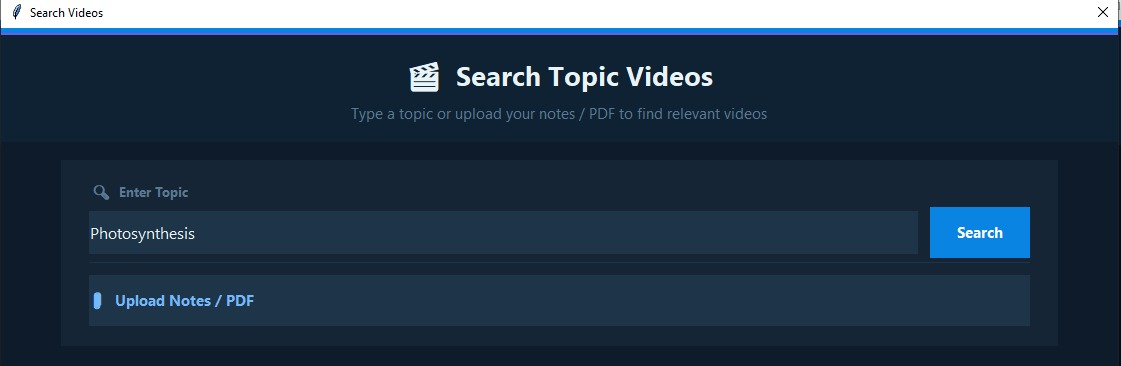 Search Videos
Search Topic Videos
Type a topic or upload your notes / PDF to find relevant videos
Enter Topic
Photosynthesis
Search
Upload Notes / PDF